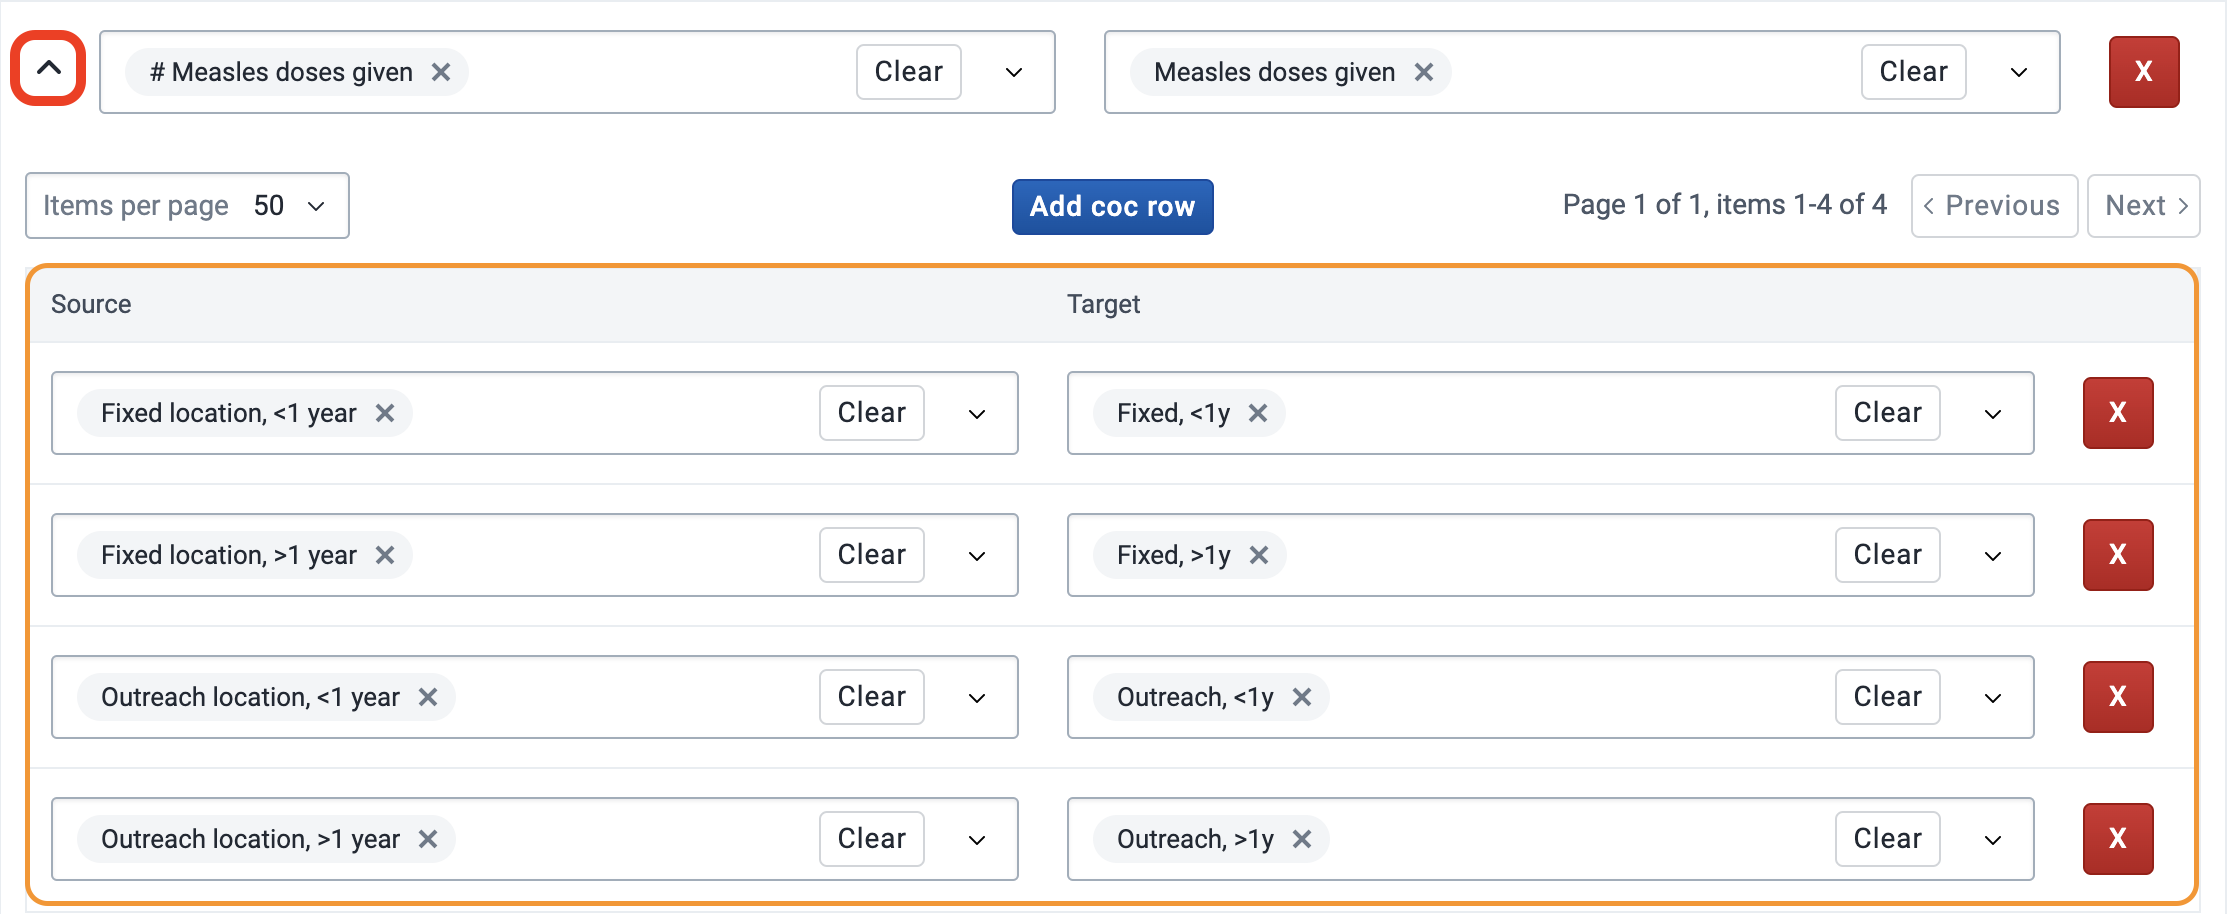 # Measles doses given Clear Measles doses given Clear X
Items per page 50 Add coc row Page 1 of 1, items 1-4 of 4 Previous Next
Source Target
Fixed location, <1 year Clear Fixed, <1y Clear X
Fixed location, >1 year Clear Fixed, >1y Clear X
Outreach location, <1 year Clear Outreach, <1y Clear X
Outreach location, >1 year Clear Outreach, >1y Clear X